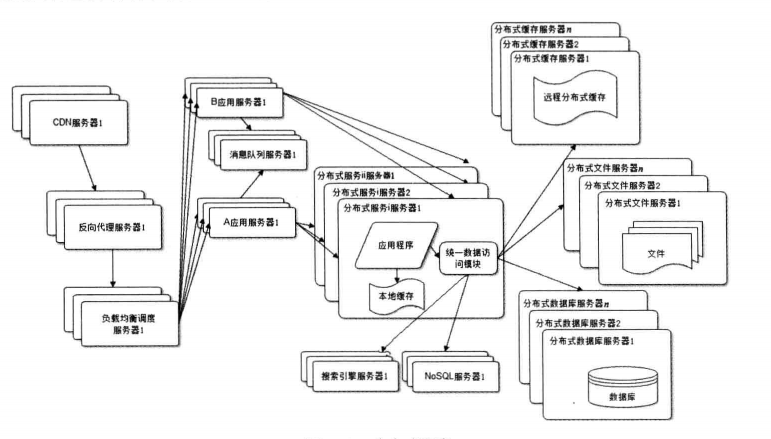 CDN服务器1
反向代理服务器1
负载均衡调度
服务器1
B应用服务器1
消息队列服务器1
A应用服务器1
分布式服务ii服务器1
分布式服务i服务器2
分布式服务i服务器1
应用程序
统一数据访
问模块
本地缓存
搜索引擎服务器1
NoSQL服务器1
分布式缓存服务器n
分布式缓存服务器2
分布式缓存服务器1
远程分布式缓存
分布式文件服务器n
分布式文件服务器2
分布式文件服务器1
文件
分布式数据库服务器n
分布式数据库服务器2
分布式数据库服务器1
数据库